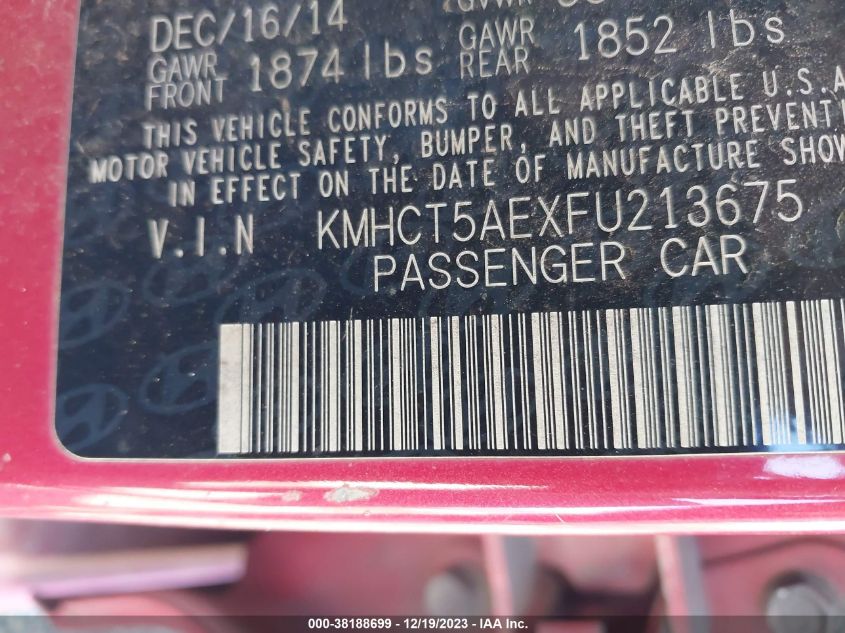 DEC/16/14
GAWR FRONT 1874 lbs GAWR REAR 1852 lbs
THIS VEHICLE CONFORMS TO ALL APPLICABLE U.S.A
MOTOR VEHICLE SAFETY, BUMPER, AND THEFT PREVENTI
IN EFFECT ON THE DATE OF MANUFACTURE SHOW
V.I.N KMHCT5AEXFU213675
PASSENGER CAR
000-38188699 - 12/19/2023 - IAA Inc.